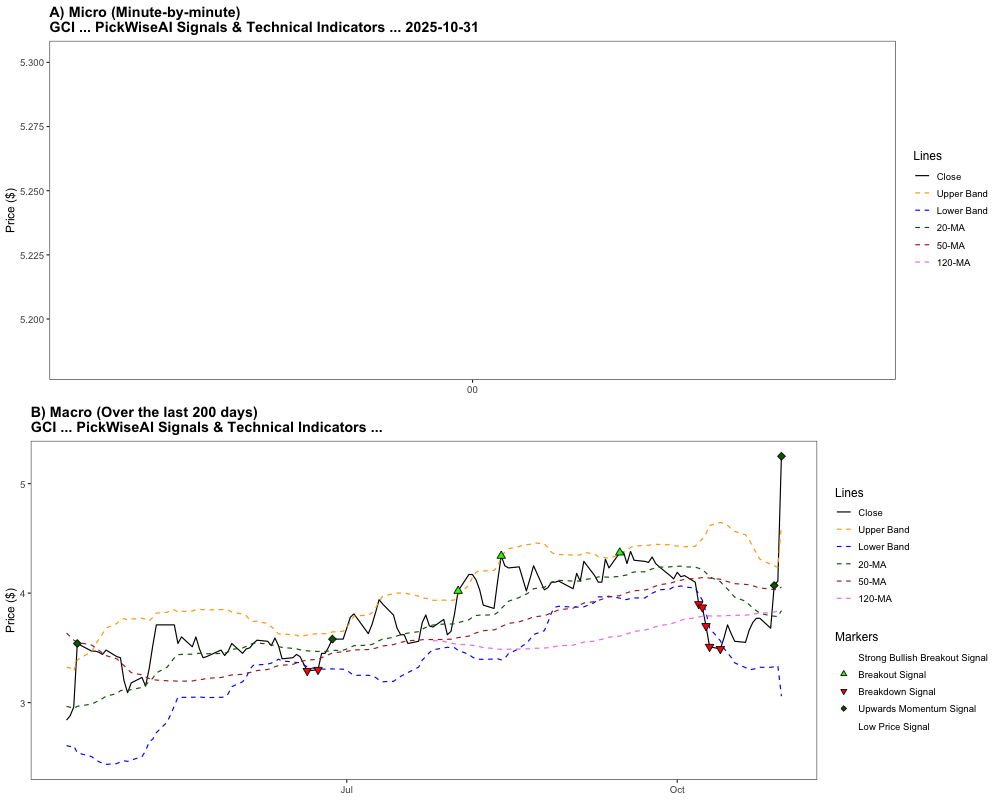 A) Micro (Minute-by-minute)
GCI ... PickWiseAI Signals & Technical Indicators ... 2025-10-31
Price ($)
5.300
5.275
5.250
5.225
5.200
00
Lines
Close
Upper Band
Lower Band
20-MA
50-MA
120-MA
B) Macro (Over the last 200 days)
GCI ... PickWiseAI Signals & Technical Indicators ...
Price ($)
5
4
3
Jul
Oct
Lines
Close
Upper Band
Lower Band
20-MA
50-MA
120-MA
Markers
Strong Bullish Breakout Signal
Breakout Signal
Breakdown Signal
Upwards Momentum Signal
Low Price Signal